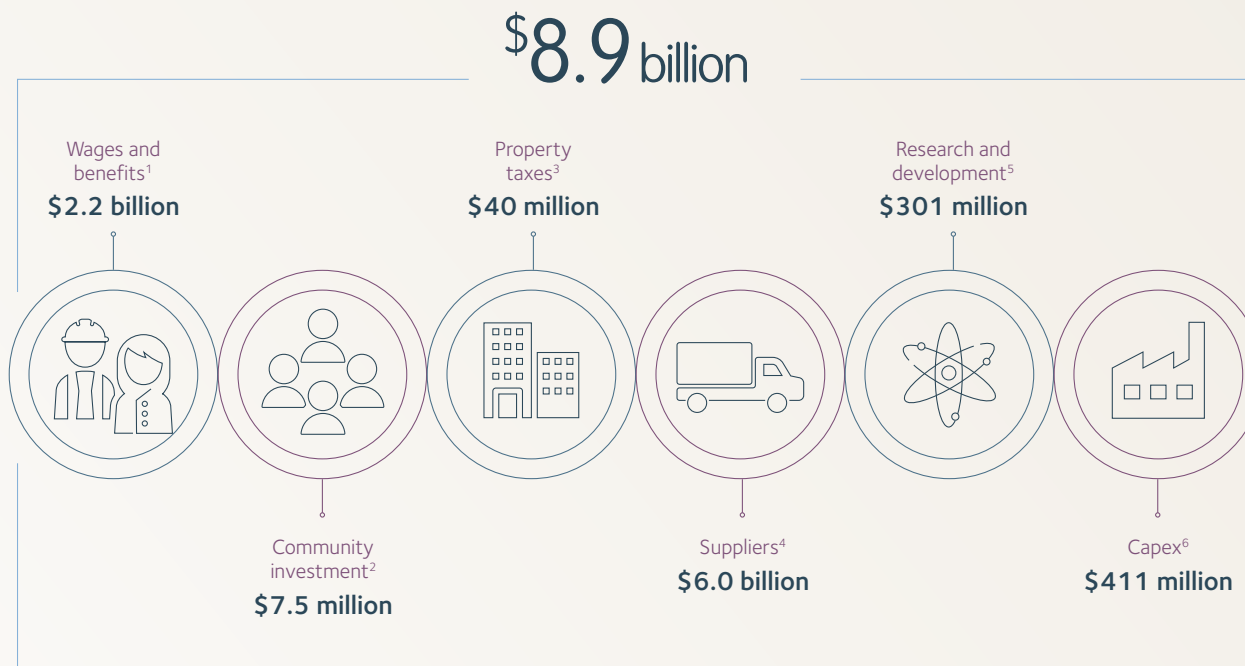 $8.9 billion
Wages and
benefits1
$2.2 billion
Property
taxes3
$40 million
Research and
development5
$301 million
Community
investment2
$7.5 million
Suppliers4
$6.0 billion
Capex6
$411 million